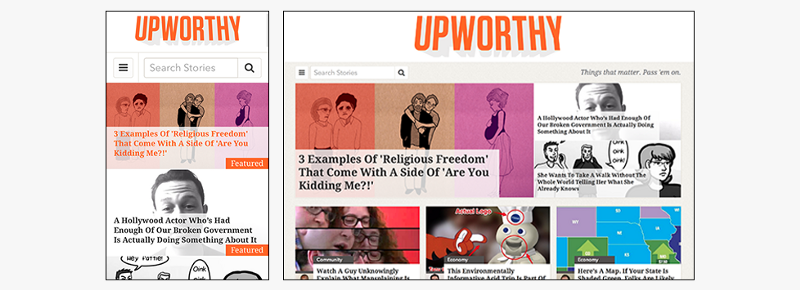 UPWORTHY
Search Stories
3 Examples Of 'Religious Freedom'
That Come With A Side Of 'Are You
Kidding Me?!'
Featured
A Hollywood Actor Who's Had
Enough Of Our Broken Government
Is Actually Doing Something About It
Featured
Hey Hottie!
Oink
Oink
UPWORTHY
Search Stories
Things that matter. Pass 'em on.
3 Examples Of 'Religious Freedom'
That Come With A Side Of 'Are You
Kidding Me?!'
A Hollywood Actor Who's Had Enough Of
Our Broken Government Is Actually Doing
Something About It
Oink
Oink!
She Wants To Take A Walk Without The
Whole World Telling Her What She
Already Knows
Community
Watch A Guy Unknowingly
Explain What Mansplaining Is
Actual Logo
Economy
This Environmentally
Informative Acid Trip Is Part Of
Economy
Here's A Map. If Your State Is
Shaded Green, Folks Are Likely